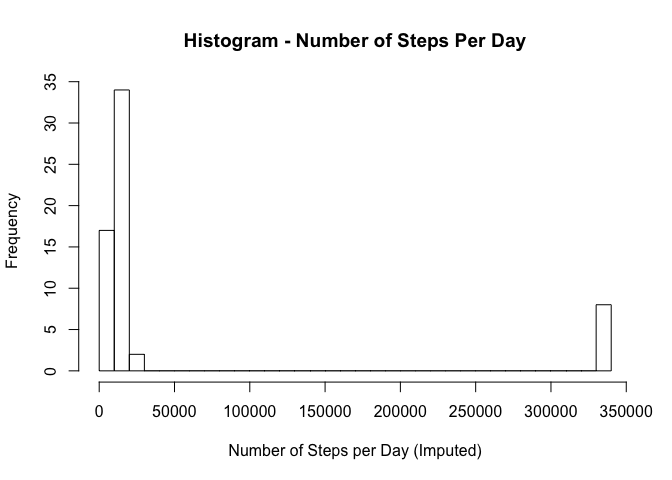 Histogram - Number of Steps Per Day
Frequency
35
30
25
20
15
10
5
0
0 50000 100000 150000 200000 250000 300000 350000
Number of Steps per Day (Imputed)